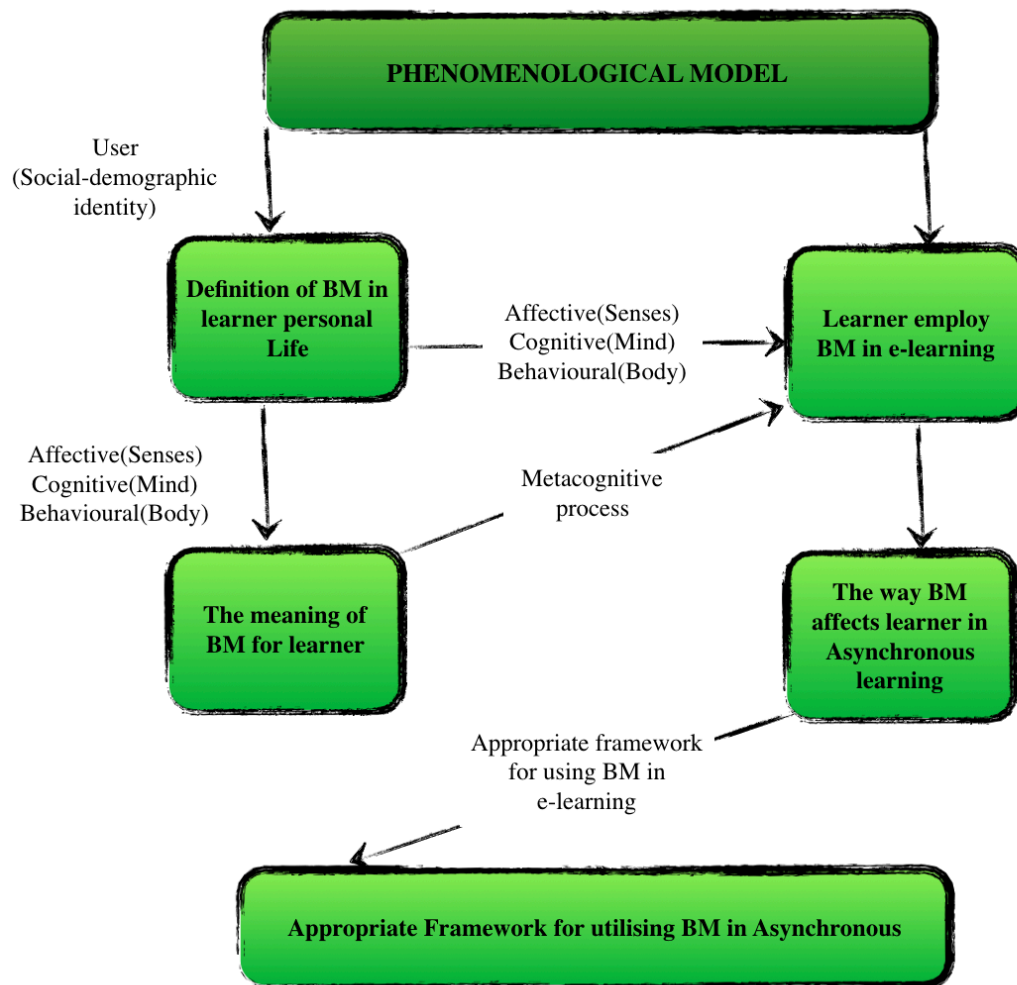 PHENOMENOLOGICAL MODEL
User
(Social-demographic
identity)
Definition of BM in
learner personal
Life
Affective(Senses)
Cognitive(Mind)
Behavioural(Body)
Learner employ
BM in e-learning
Affective(Senses)
Cognitive(Mind)
Behavioural(Body)
Metacognitive
process
The meaning of
BM for learner
The way BM
affects learner in
Asynchronous
learning
Appropriate framework
for using BM in
e-learning
Appropriate Framework for utilising BM in Asynchronous